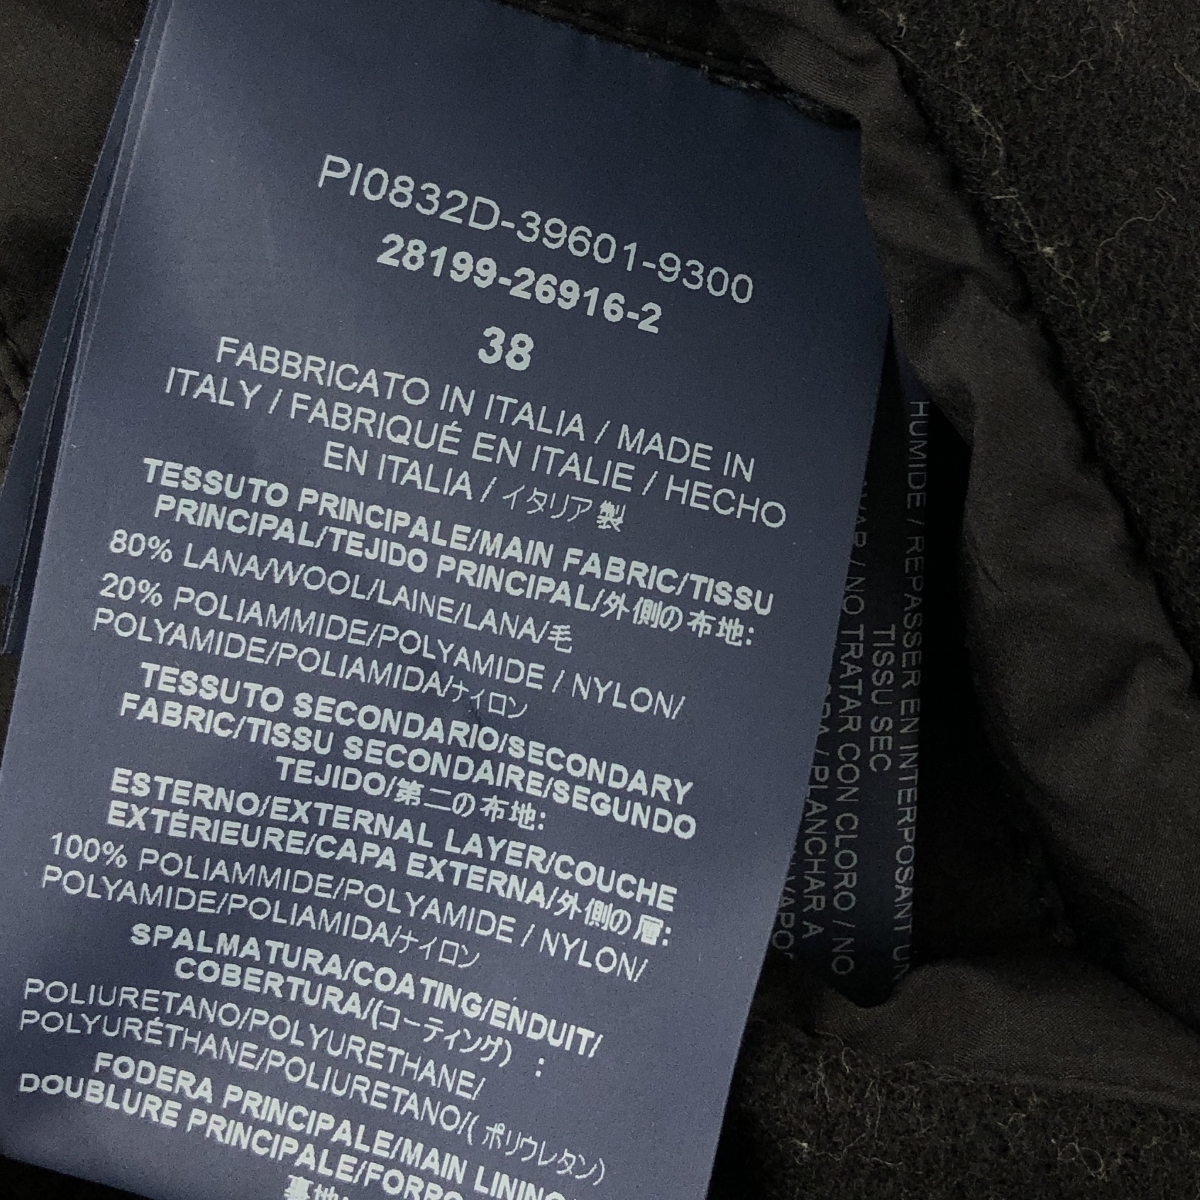 PI0832D-39601-9300
28199-26916-2
38
FABBRICATO IN ITALIA / MADE IN
ITALY / FABRIQUÉ EN ITALIE / HECHO
EN ITALIA / イタリア製
TESSUTO PRINCIPALE/MAIN FABRIC/TISSU
PRINCIPAL/TEJIDO PRINCIPAL/外側の布地:
80% LANA/WOOL/LAINE/LANA/毛
20% POLIAMMIDE/POLYAMIDE / NYLON/
POLYAMIDE/POLIAMIDA/ナイロン
TESSUTO SECONDARIO/SECONDARY
FABRIC/TISSU SECONDAIRE/SEGUNDO
TEJIDO/第二の布地:
ESTERNO/EXTERNAL LAYER/COUCHE
EXTÉRIEURE/CAPA EXTERNA/外側の層:
100% POLIAMMIDE/POLYAMIDE / NYLON/
POLYAMIDE/POLIAMIDA/ナイロン
SPALMATURA/COATING/ENDUIT/
COBERTURA/(コーティング) :
POLIURETANO/POLYURETHANE/
POLYURÉTHANE/POLIURETANO/( ポリウレタン)
FODERA PRINCIPALE/MAIN LINING/
DOUBLURE PRINCIPALE/FORRO
裏地:
HUMIDE / REPASSER EN INTERPOSANT UN
TISSU SEC
/ NO TRATAR CON CLORO / NO
/ PLANCHAR A